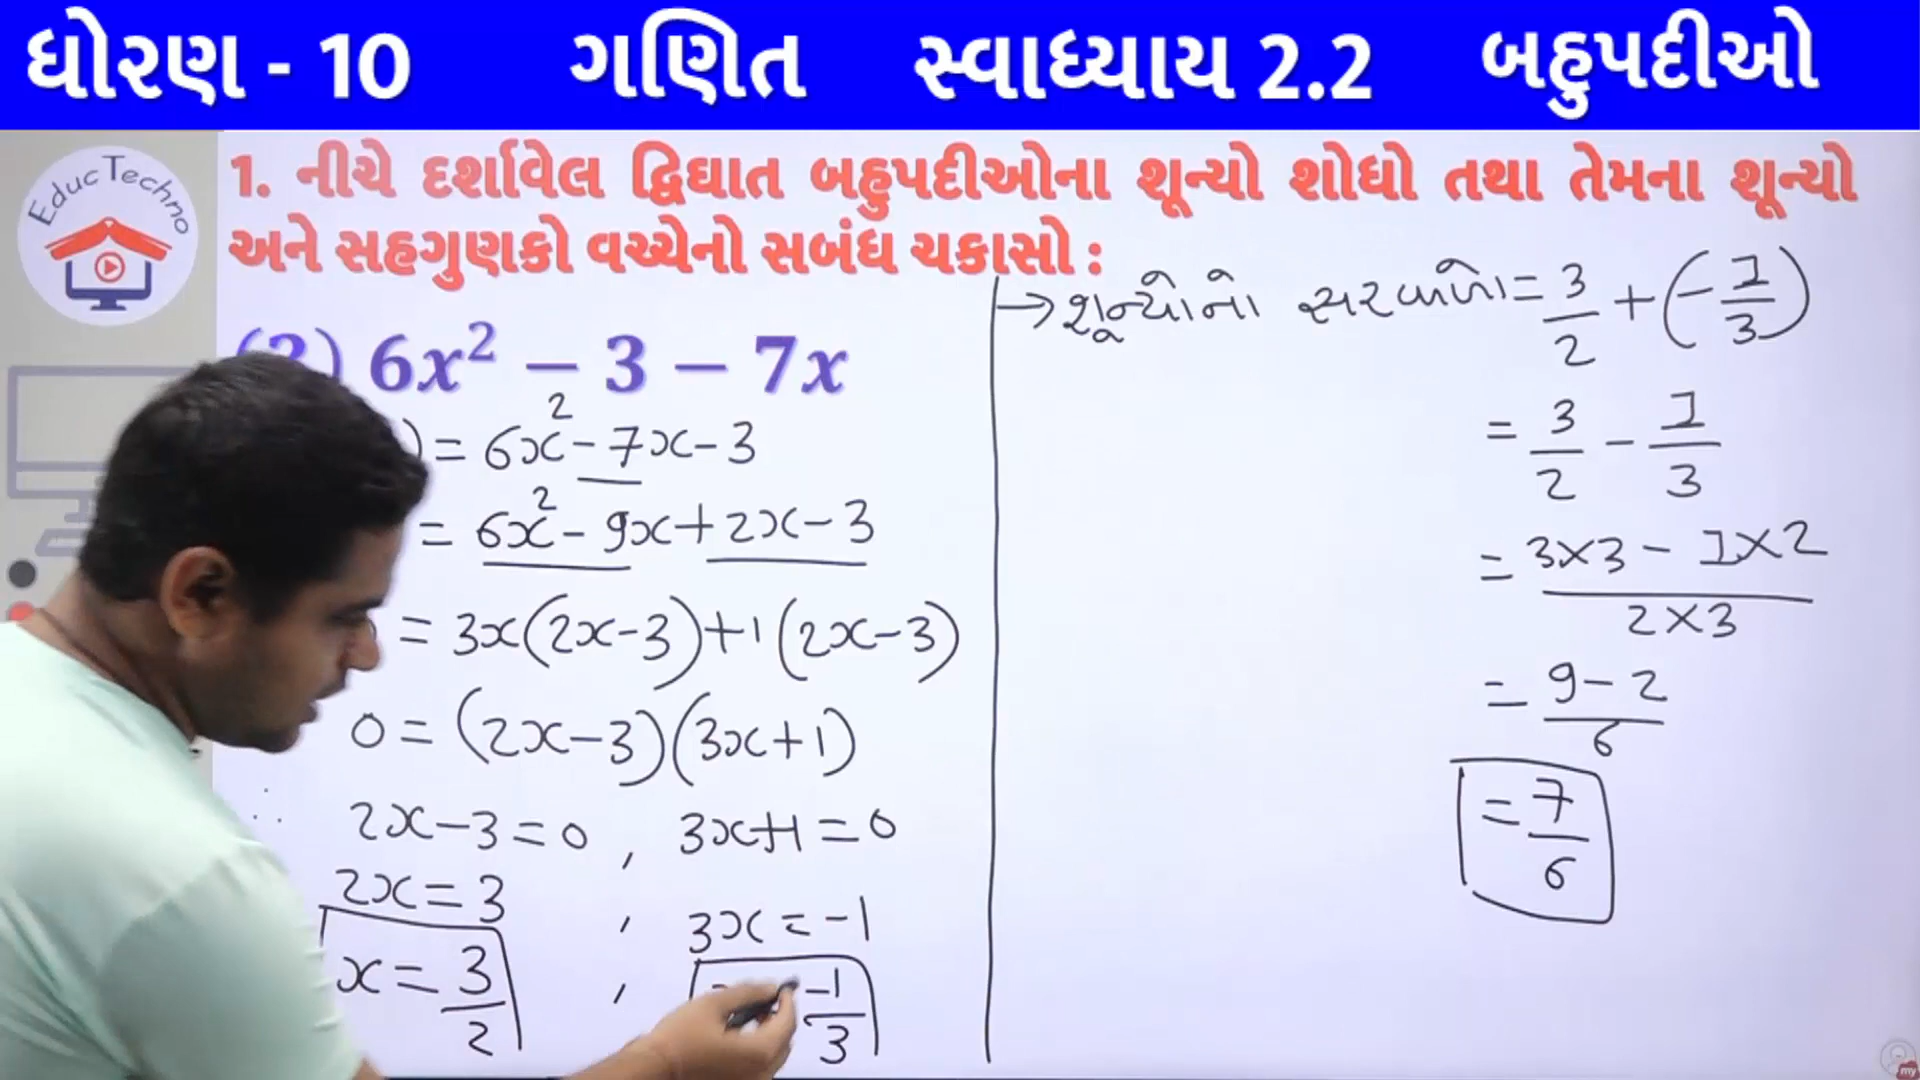 ધોરણ - 10 ગણિત સ્વાધ્યાય 2.2 બહુપદીઓ
EducTechno
1. નીચે દર્શાવેલ દ્વિઘાત બહુપદીઓના શૂન્યો શોધો તથા તેમના શૂન્યો
અને સહગુણકો વચ્ચેનો સબંધ ચકાસો :
(3) 6x² − 3 − 7x
) = 6x² - 7x - 3
= 6x² - 9x + 2x - 3
= 3x(2x-3) + 1(2x-3)
0 = (2x-3)(3x+1)
∴ 2x-3=0 , 3x+1=0
2x=3 , 3x=-1
x=3/2 , -1/3
→ શૂન્યોનો સરવાળો = 3/2 + (-1/3)
= 3/2 - 1/3
= 3×3 - 1×2 / 2×3
= 9-2 / 6
= 7/6
my